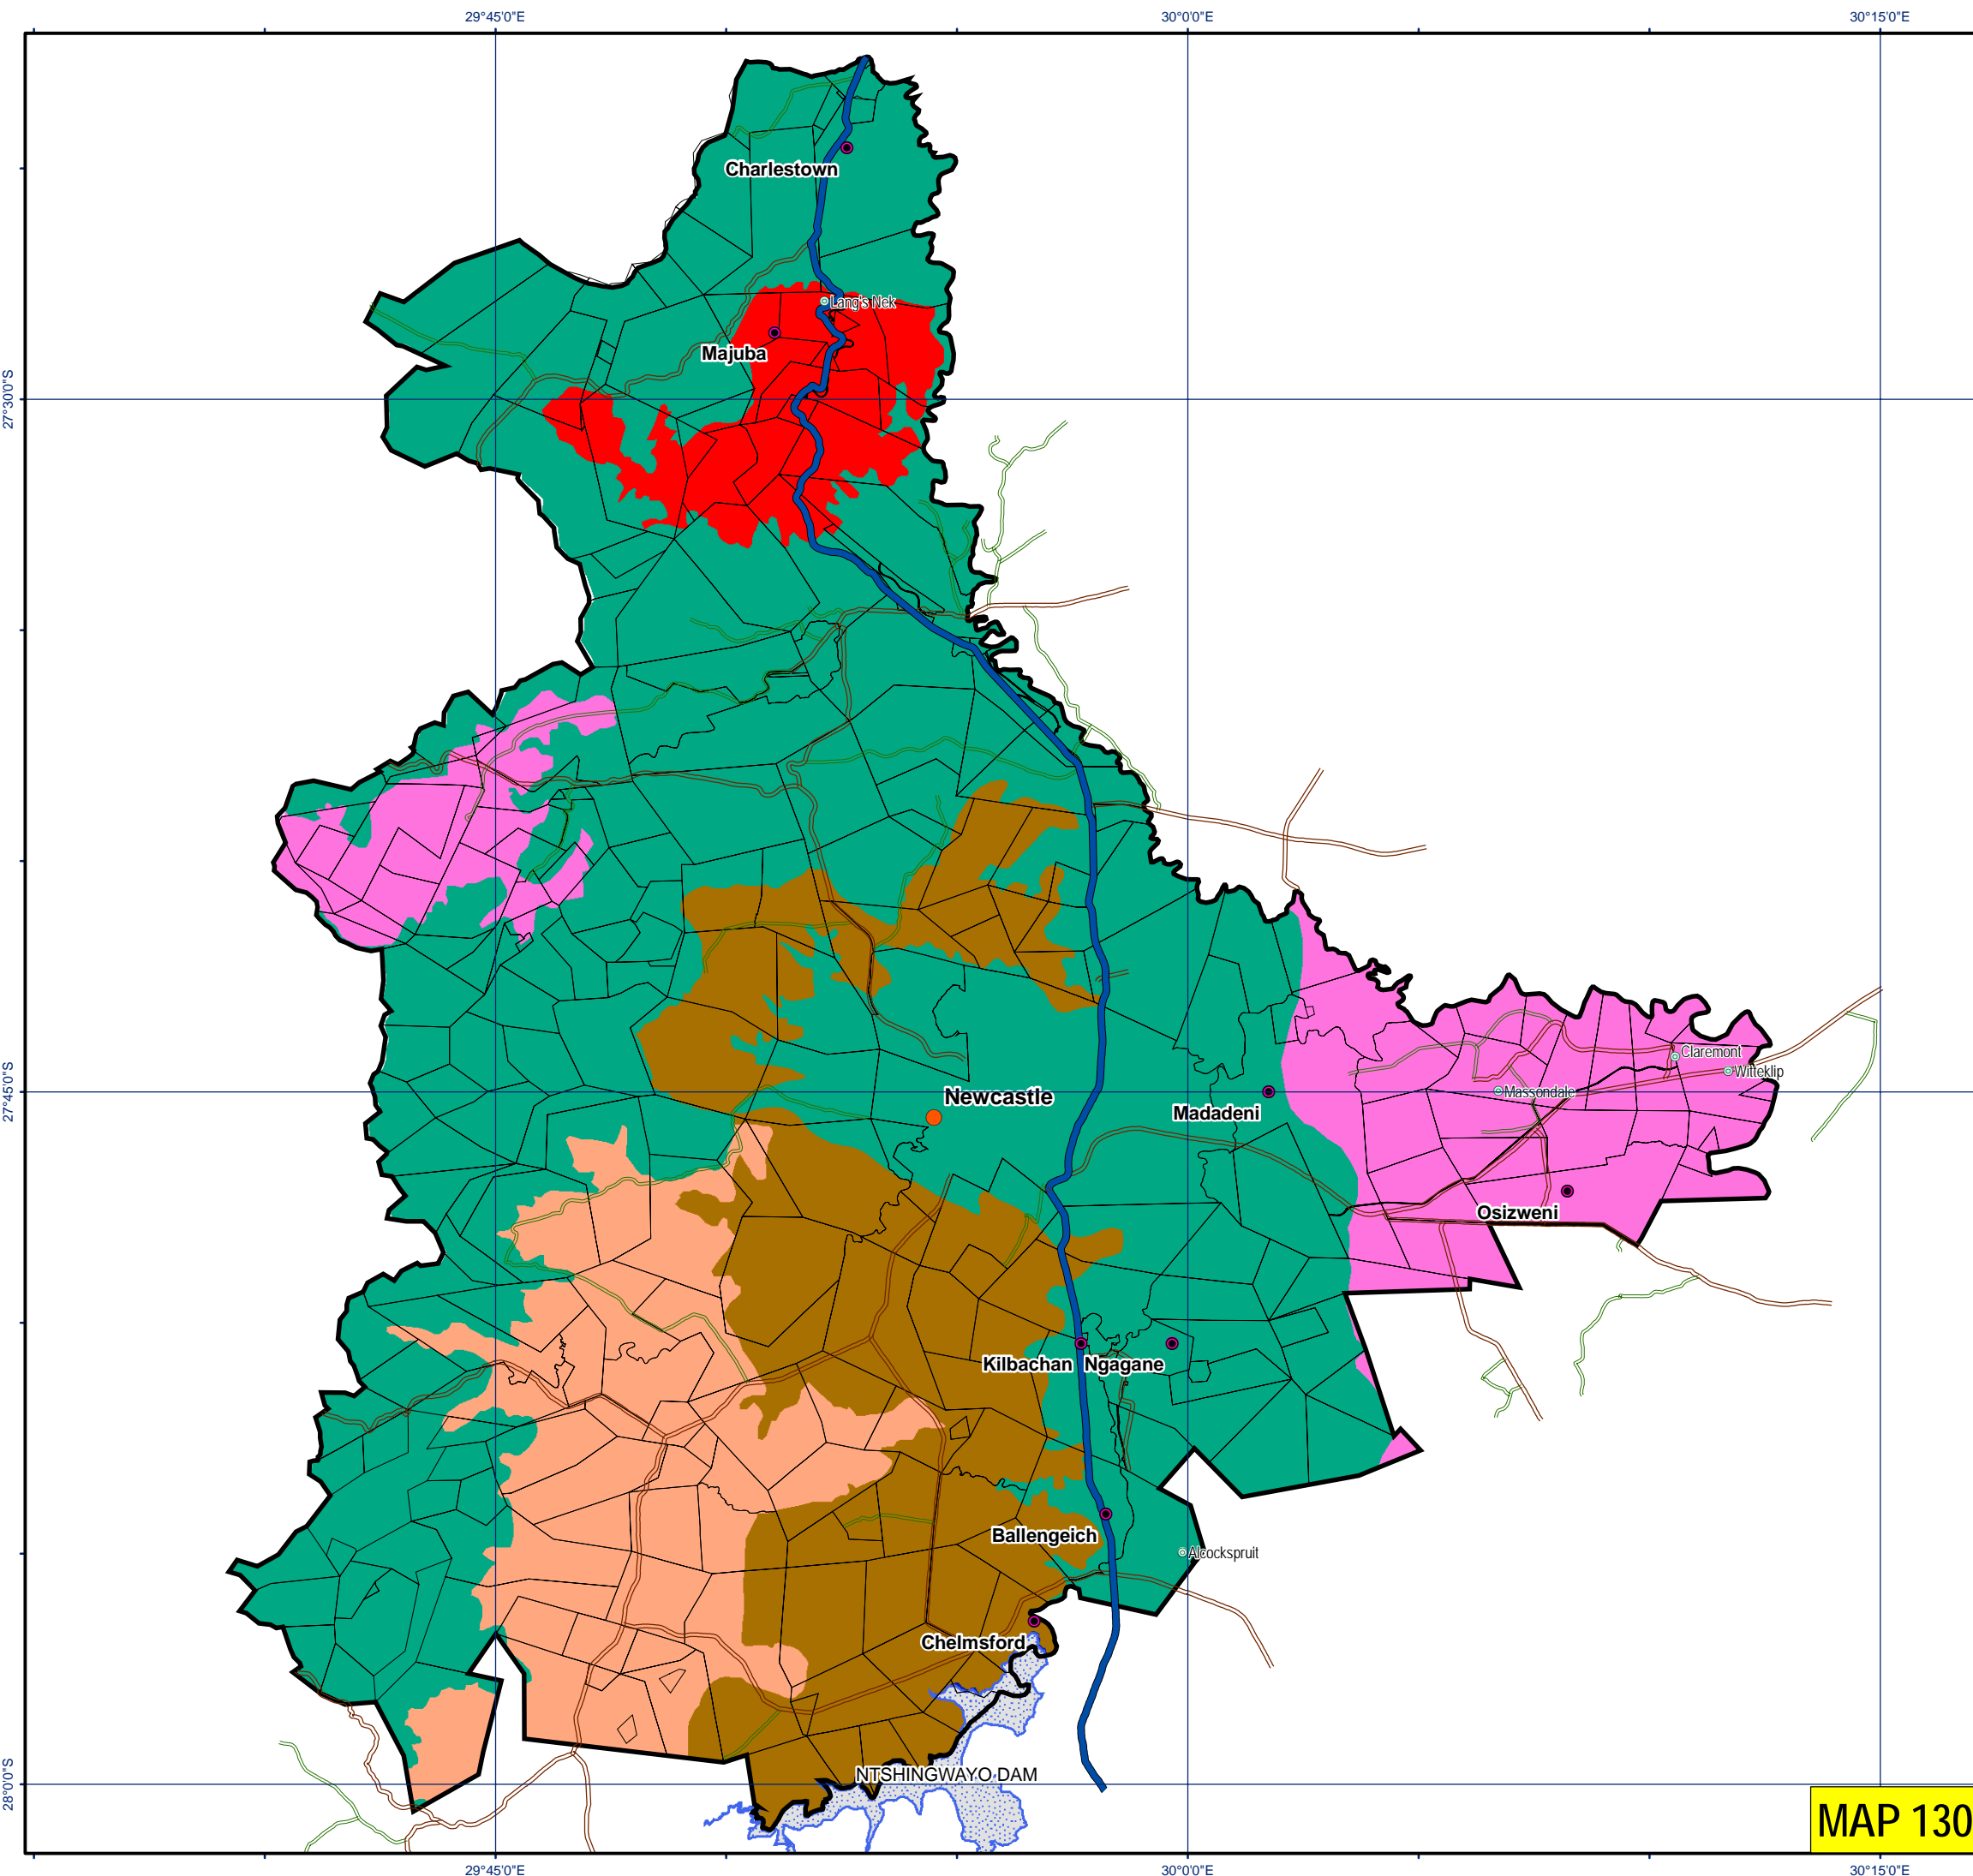 29°45'0"E 30°0'0"E 30°15'0"E
Charlestown
Lang's Nek
Majuba
27°30'0"S
Claremont
Witteklip
27°45'0"S
Massondale
Newcastle
Madadeni
Osizweni
Kilbachan Ngagane
Ballengeich
Alcockspruit
Chelmsford
NTSHINGWAYO DAM
28°0'0"S
MAP 130
29°45'0"E 30°0'0"E 30°15'0"E